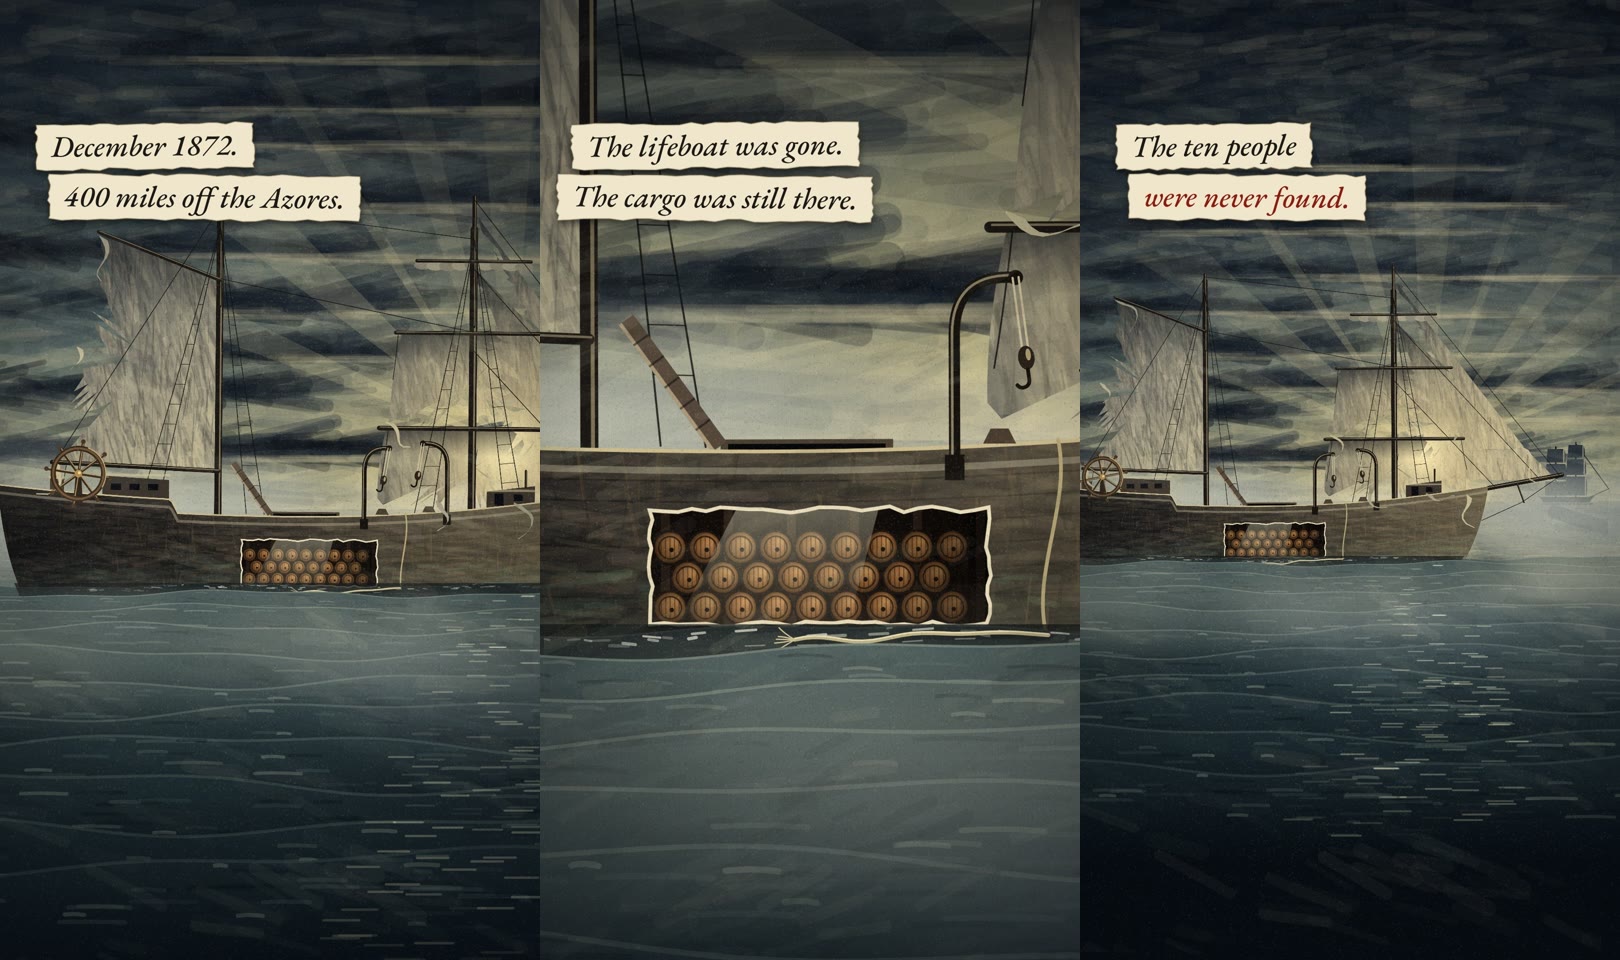 December 1872.
400 miles off the Azores.
The lifeboat was gone.
The cargo was still there.
The ten people
were never found.